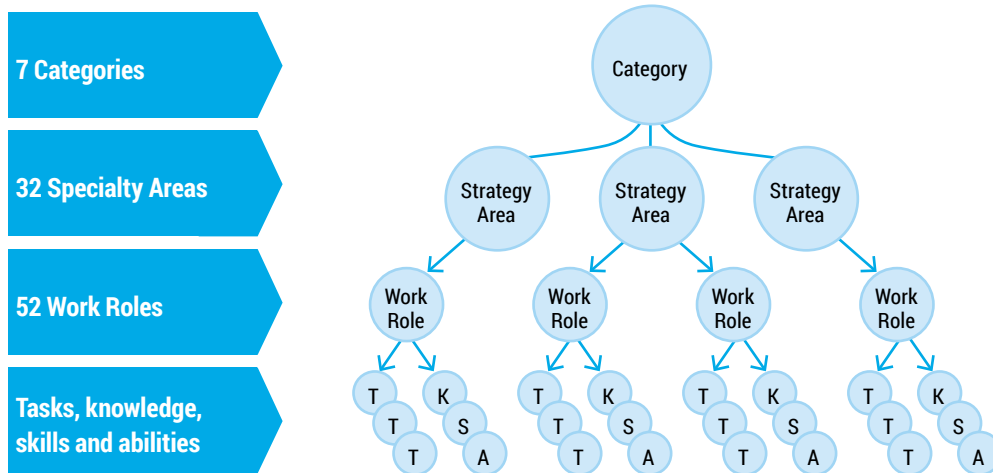 7 Categories
Category
32 Specialty Areas
Strategy
Area
Strategy
Area
Strategy
Area
52 Work Roles
Work
Role
Work
Role
Work
Role
Work
Role
Tasks, knowledge,
skills and abilities
T K T K T K T K
T S T S T S T S
T A T A T A T A